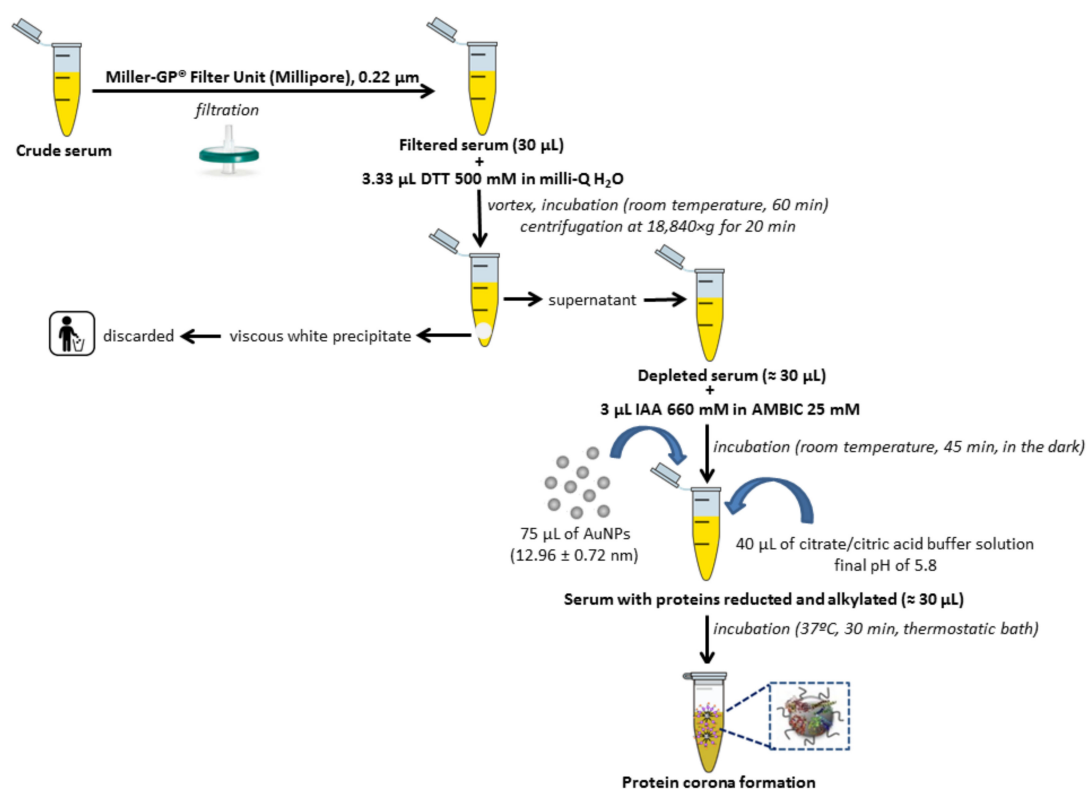 Miller-GP® Filter Unit (Millipore), 0.22 µm
filtration
Crude serum
Filtered serum (30 µL)
+
3.33 µL DTT 500 mM in milli-Q H₂O
vortex, incubation (room temperature, 60 min)
centrifugation at 18,840×g for 20 min
supernatant
discarded
viscous white precipitate
Depleted serum (≈ 30 µL)
+
3 µL IAA 660 mM in AMBIC 25 mM
incubation (room temperature, 45 min, in the dark)
75 µL of AuNPs
(12.96 ± 0.72 nm)
40 µL of citrate/citric acid buffer solution
final pH of 5.8
Serum with proteins reducted and alkylated (≈ 30 µL)
incubation (37ºC, 30 min, thermostatic bath)
Protein corona formation